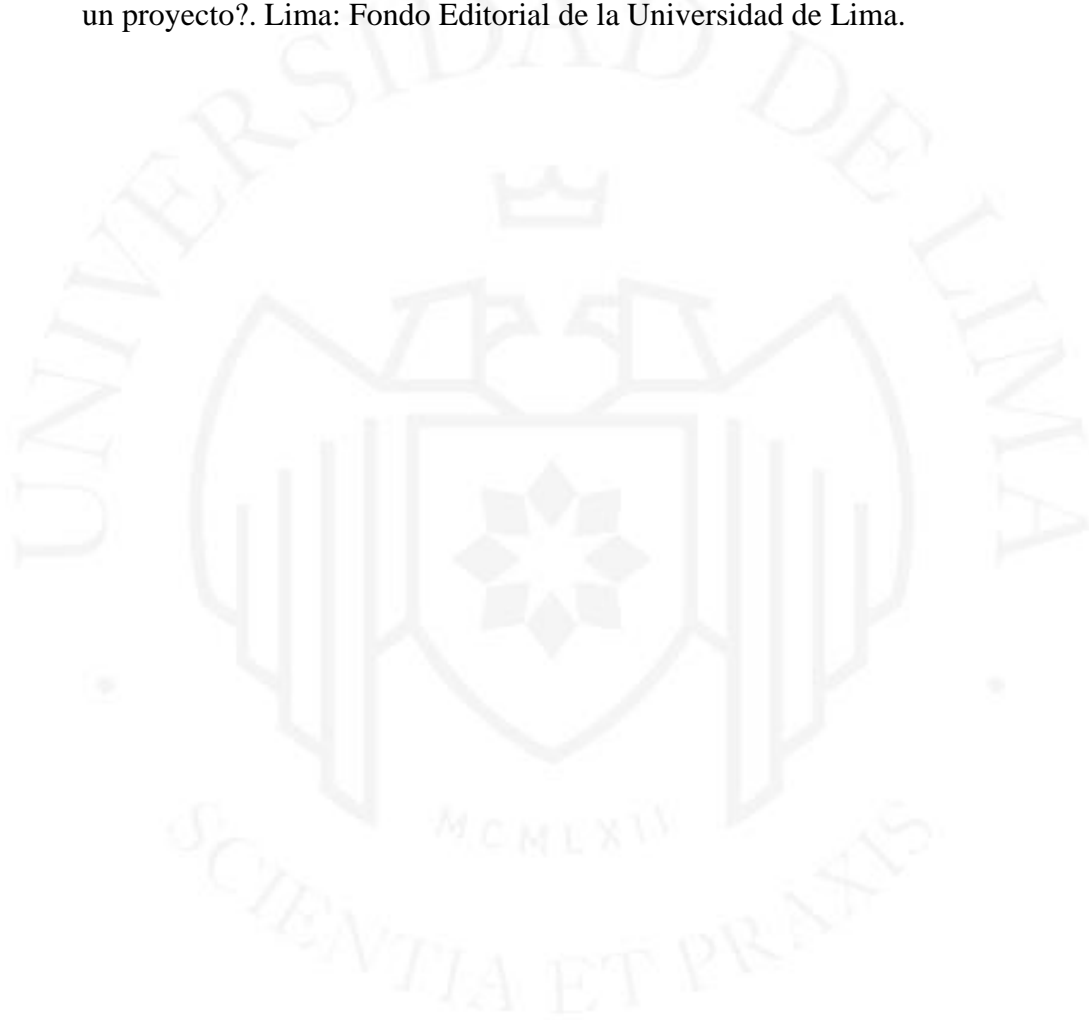 un proyecto?. Lima: Fondo Editorial de la Universidad de Lima.
UNIVERSIDAD DE LIMA
MCMLXII
SCIENTIA ET PRAXIS